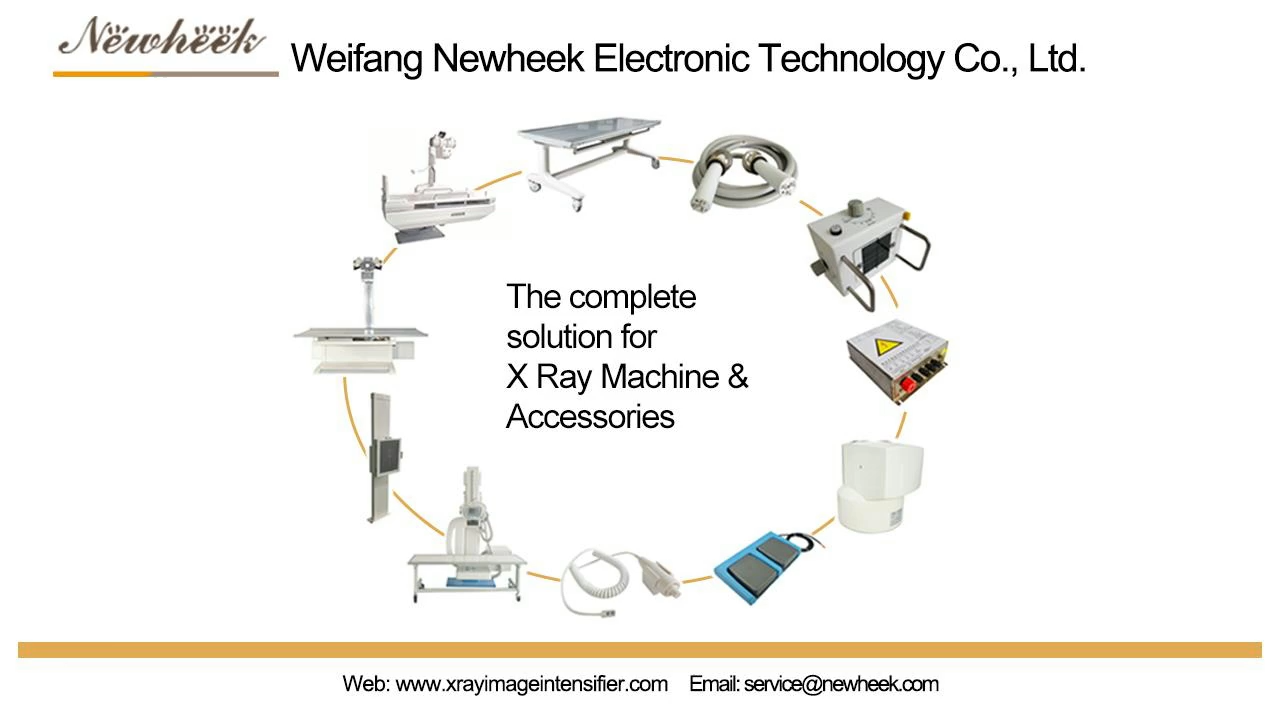 Newheek
Weifang Newheek Electronic Technology Co., Ltd.
The complete
solution for
X Ray Machine &
Accessories
Web: www.xrayimageintensifier.com Email: service@newheek.com